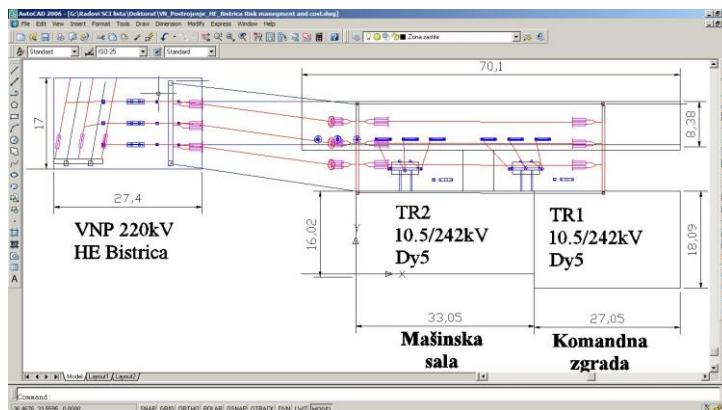 AutoCAD 2006 - [G:\Radovi SCI lista\Doktorat\VN_Postrojenje_HE_Bistrica Risk managment and cost.dwg]
File Edit View Insert Format Tools Draw Dimension Modify Express Window Help
Standard ISO-25 Standard Zona zastite
70,1
17
8,38
27,4
VNP 220kV
HE Bistrica
TR2
10.5/242kV
Dy5
TR1
10.5/242kV
Dy5
16,02
18,09
Y
X
33,05
27,05
Mašinska
sala
Komandna
zgrada
Model Layout1 Layout2
Command:
SNAP GRID ORTHO POLAR OSNAP OTRACK DYN LWT MODEL